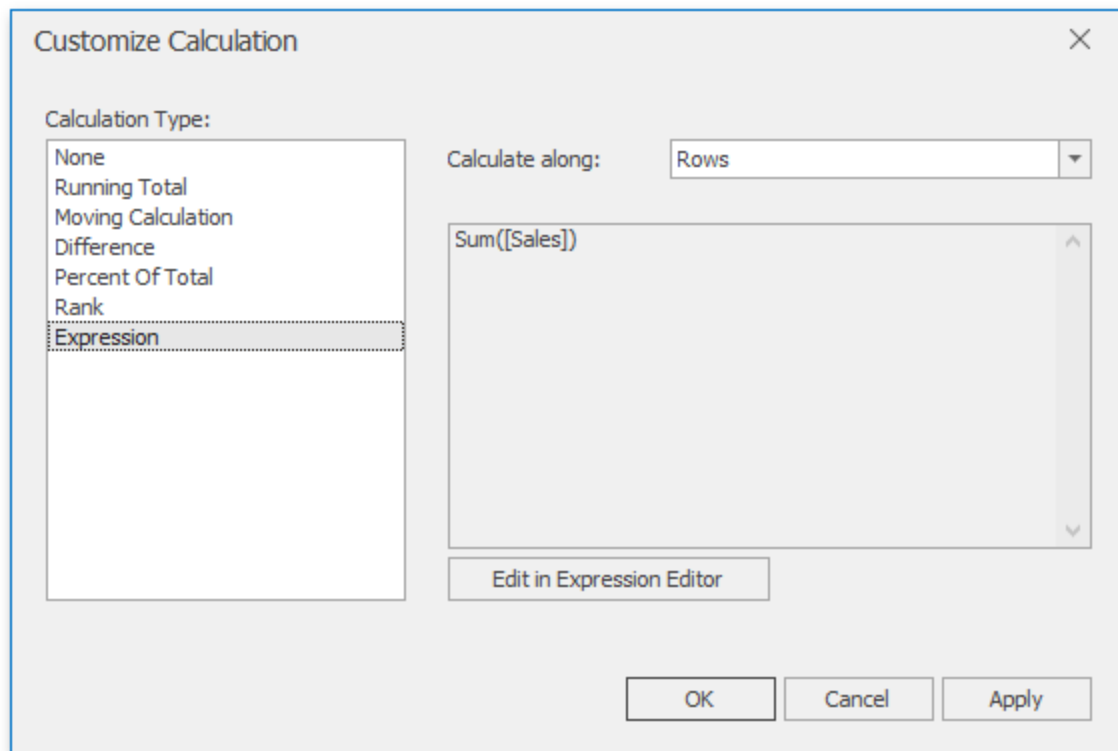 Customize Calculation
Calculation Type:
None
Running Total
Moving Calculation
Difference
Percent Of Total
Rank
Expression
Calculate along:
Rows
Sum([Sales])
Edit in Expression Editor
OK
Cancel
Apply